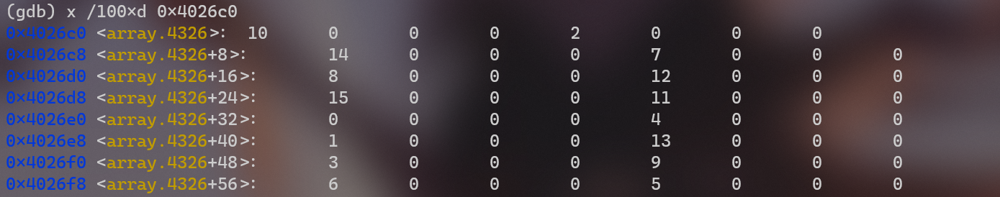 (gdb) x /100xd 0x4026c0
0x4026c0 <array.4326>: 10 0 0 0 2 0 0 0
0x4026c8 <array.4326+8>: 14 0 0 0 7 0 0 0
0x4026d0 <array.4326+16>: 8 0 0 0 12 0 0 0
0x4026d8 <array.4326+24>: 15 0 0 0 11 0 0 0
0x4026e0 <array.4326+32>: 0 0 0 0 4 0 0 0
0x4026e8 <array.4326+40>: 1 0 0 0 13 0 0 0
0x4026f0 <array.4326+48>: 3 0 0 0 9 0 0 0
0x4026f8 <array.4326+56>: 6 0 0 0 5 0 0 0